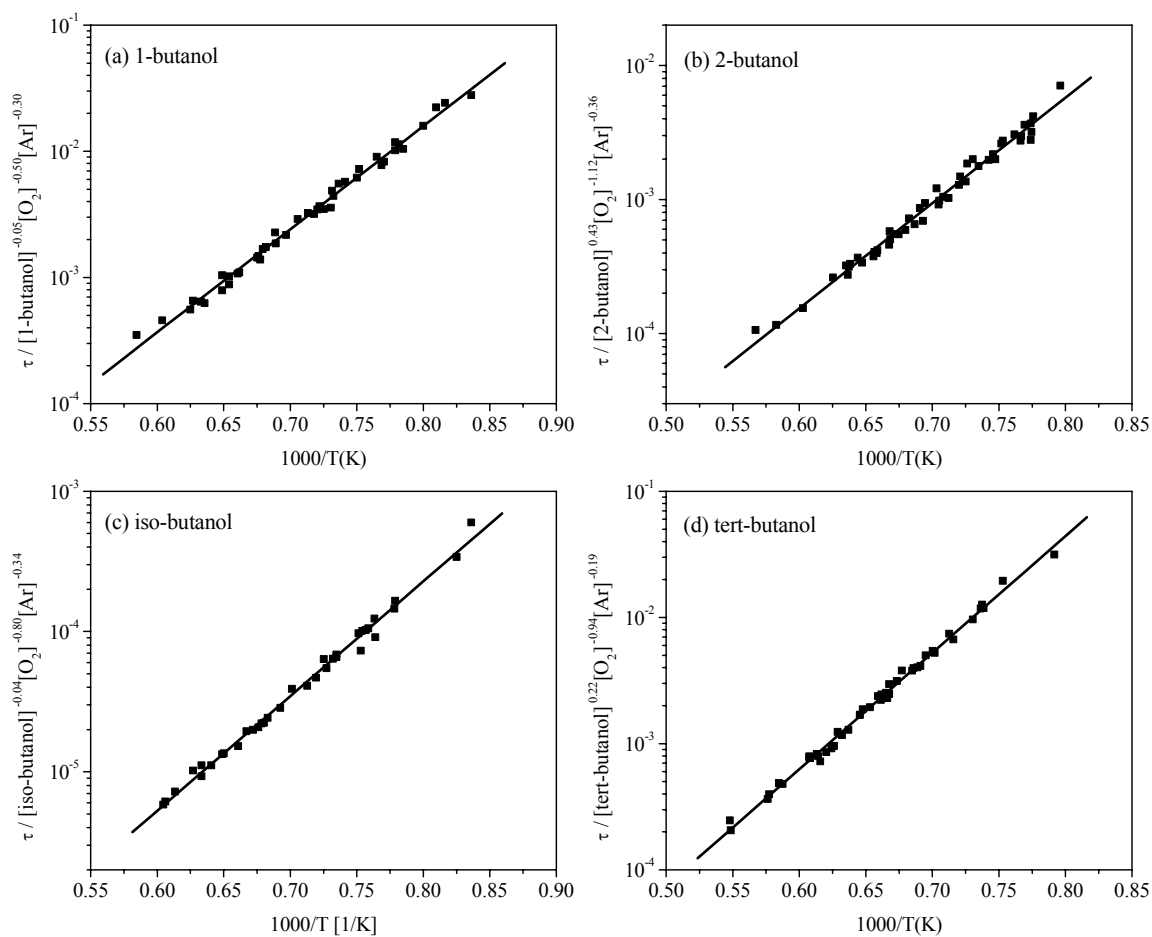 10⁻¹
(a) 1-butanol
10⁻²
10⁻³
10⁻⁴
τ / [1-butanol]⁻⁰·⁰⁵[O₂]⁻⁰·⁵⁰[Ar]⁻⁰·³⁰
0.55 0.60 0.65 0.70 0.75 0.80 0.85 0.90
1000/T(K)
(b) 2-butanol
10⁻²
10⁻³
10⁻⁴
τ / [2-butanol]⁰·⁴³[O₂]⁻¹·¹²[Ar]⁻⁰·³⁶
0.50 0.55 0.60 0.65 0.70 0.75 0.80 0.85
1000/T(K)
10⁻³
(c) iso-butanol
10⁻⁴
10⁻⁵
τ / [iso-butanol]⁻⁰·⁰⁴[O₂]⁻⁰·⁸⁰[Ar]⁻⁰·³⁴
0.55 0.60 0.65 0.70 0.75 0.80 0.85 0.90
1000/T [1/K]
10⁻¹
(d) tert-butanol
10⁻²
10⁻³
10⁻⁴
τ / [tert-butanol]⁰·²²[O₂]⁻⁰·⁹⁴[Ar]⁻⁰·¹⁹
0.50 0.55 0.60 0.65 0.70 0.75 0.80 0.85
1000/T(K)